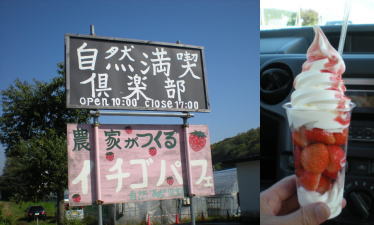 自然満喫
倶楽部
open 10:00 close 17:00
農家がつくる
イチゴパフェ